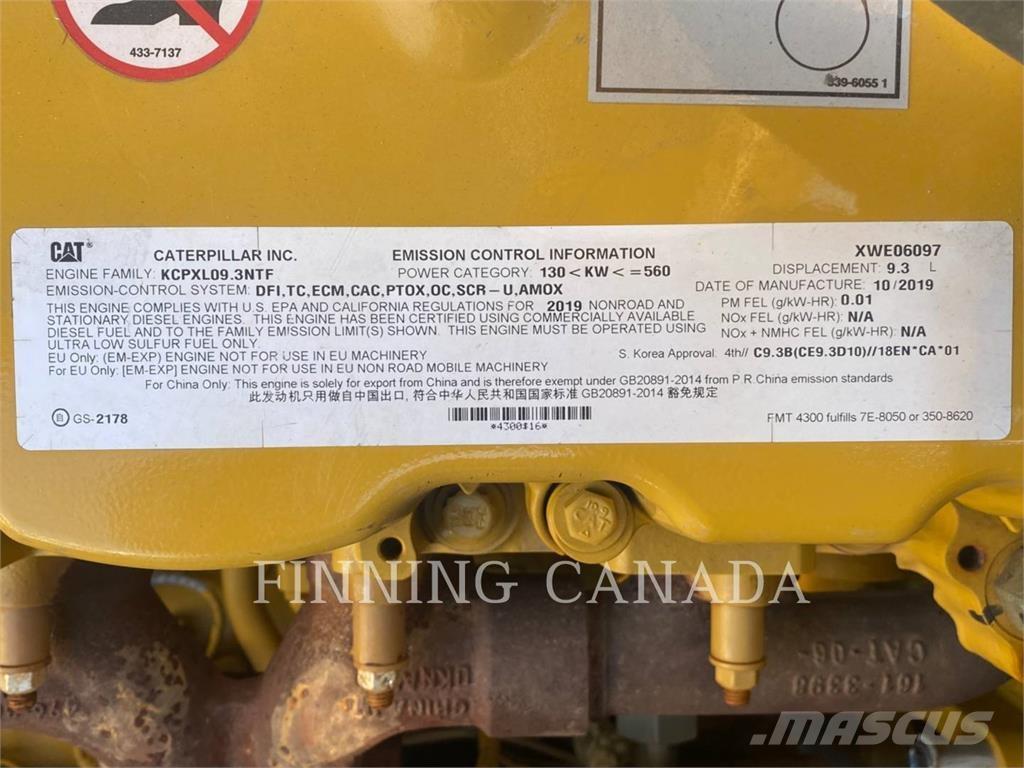 433-7137
339-6055 1
CAT®
CATERPILLAR INC. EMISSION CONTROL INFORMATION XWE06097
ENGINE FAMILY: KCPXL09.3NTF POWER CATEGORY: 130<KW<=560 DISPLACEMENT: 9.3 L
EMISSION-CONTROL SYSTEM: DFI,TC,ECM,CAC,PTOX,OC,SCR-U,AMOX DATE OF MANUFACTURE: 10/2019
THIS ENGINE COMPLIES WITH U.S. EPA AND CALIFORNIA REGULATIONS FOR 2019 NONROAD AND PM FEL (g/kW-HR): 0.01
STATIONARY DIESEL ENGINES. THIS ENGINE HAS BEEN CERTIFIED USING COMMERCIALLY AVAILABLE NOx FEL (g/kW-HR): N/A
DIESEL FUEL AND TO THE FAMILY EMISSION LIMIT(S) SHOWN. THIS ENGINE MUST BE OPERATED USING NOx + NMHC FEL (g/kW-HR): N/A
ULTRA LOW SULFUR FUEL ONLY.
EU Only: (EM-EXP) ENGINE NOT FOR USE IN EU MACHINERY S. Korea Approval: 4th// C9.3B(CE9.3D10)//18EN*CA*01
For EU Only: [EM-EXP] ENGINE NOT FOR USE IN EU NON ROAD MOBILE MACHINERY
For China Only: This engine is solely for export from China and is therefore exempt under GB20891-2014 from P.R.China emission standards
此发动机只用做自中国出口, 符合中华人民共和国国家标准 GB20891-2014 豁免规定
GS-2178 FMT 4300 fulfills 7E-8050 or 350-8620
*4300$16*
CAT
FINNING CANADA
CAT-06-
161-3398
MASCUS